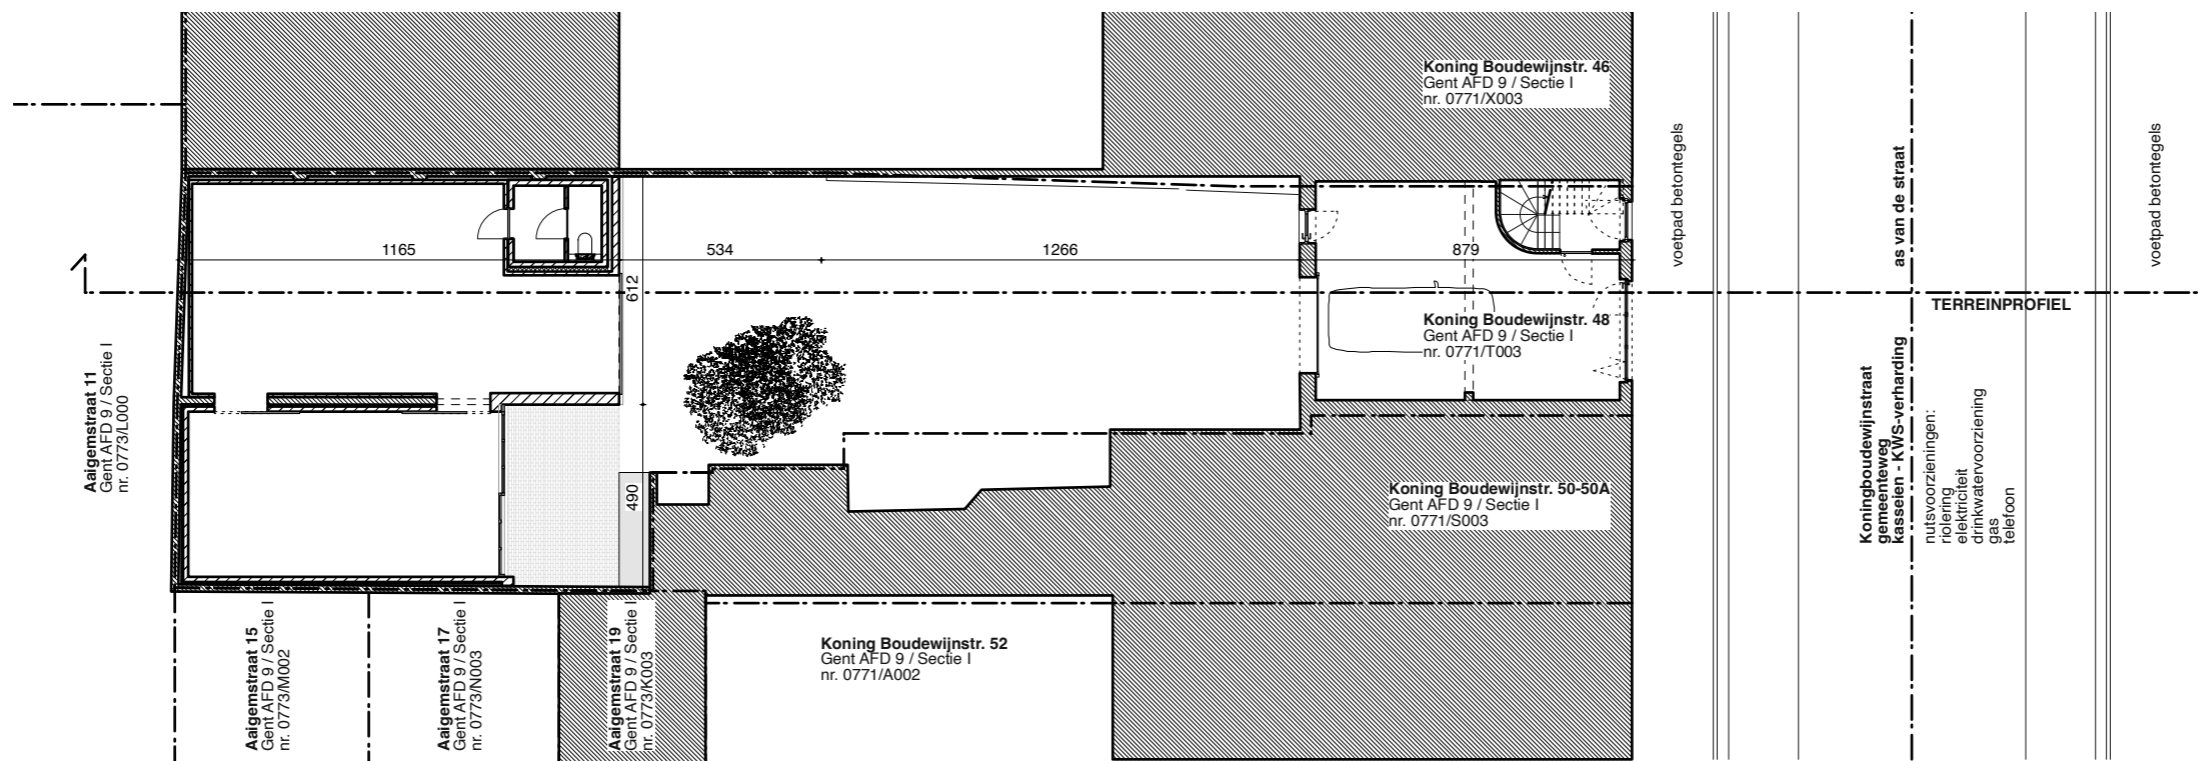 Koning Boudewijnstr. 46
Gent AFD 9 / Sectie I
nr. 0771/X003
voetpad betontegels
as van de straat
voetpad betontegels
1165
534
1266
879
612
TERREINPROFIEL
Koning Boudewijnstr. 48
Gent AFD 9 / Sectie I
nr. 0771/T003
Aaigemstraat 11
Gent AFD 9 / Sectie I
nr. 0773/L000
Koningboudewijnstraat
gemeenteweg
kasseien - KWS-verharding
nutsvoorzieningen:
riolering
elektriciteit
drinkwatervoorziening
gas
telefoon
490
Koning Boudewijnstr. 50-50A
Gent AFD 9 / Sectie I
nr. 0771/S003
Aaigemstraat 15
Gent AFD 9 / Sectie I
nr. 0773/M002
Aaigemstraat 17
Gent AFD 9 / Sectie I
nr. 0773/N003
Aaigemstraat 19
Gent AFD 9 / Sectie I
nr. 0773/K003
Koning Boudewijnstr. 52
Gent AFD 9 / Sectie I
nr. 0771/A002